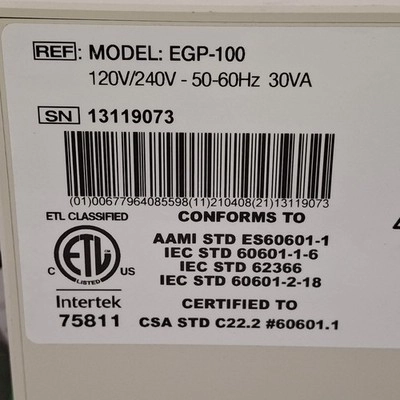 REF: MODEL: EGP-100
120V/240V - 50-60Hz 30VA
SN 13119073
(01)00677964085598(11)210408(21)13119073
ETL CLASSIFIED
CONFORMS TO
AAMI STD ES60601-1
IEC STD 60601-1-6
IEC STD 62366
IEC STD 60601-2-18
C ETL US
LISTED
Intertek
75811
CERTIFIED TO
CSA STD C22.2 #60601.1